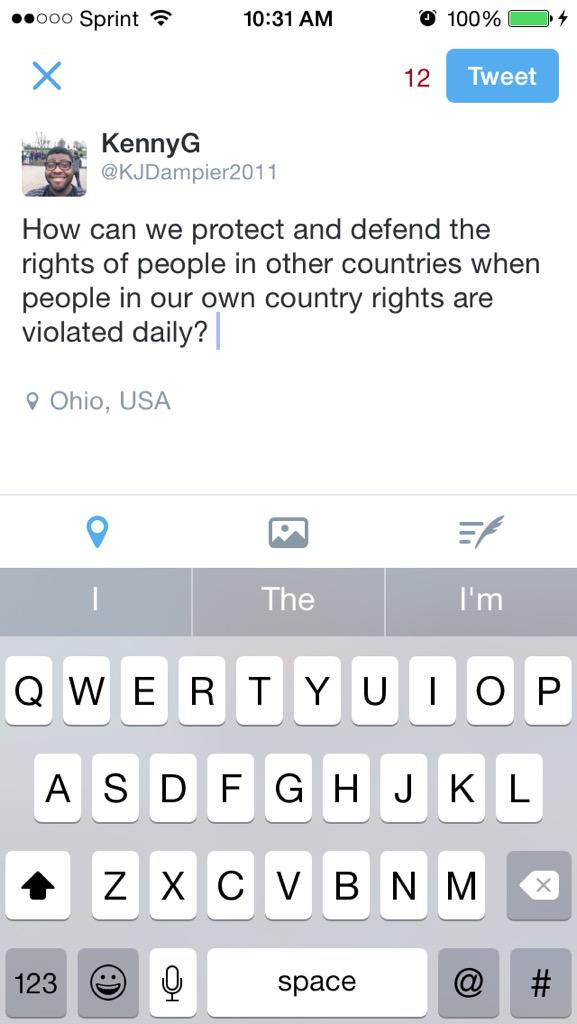 Sprint 10:31 AM 100%
12 Tweet
KennyG
@KJDampier2011
How can we protect and defend the
rights of people in other countries when
people in our own country rights are
violated daily?
Ohio, USA
I The I'm
Q W E R T Y U I O P
A S D F G H J K L
Z X C V B N M
123 space @ #